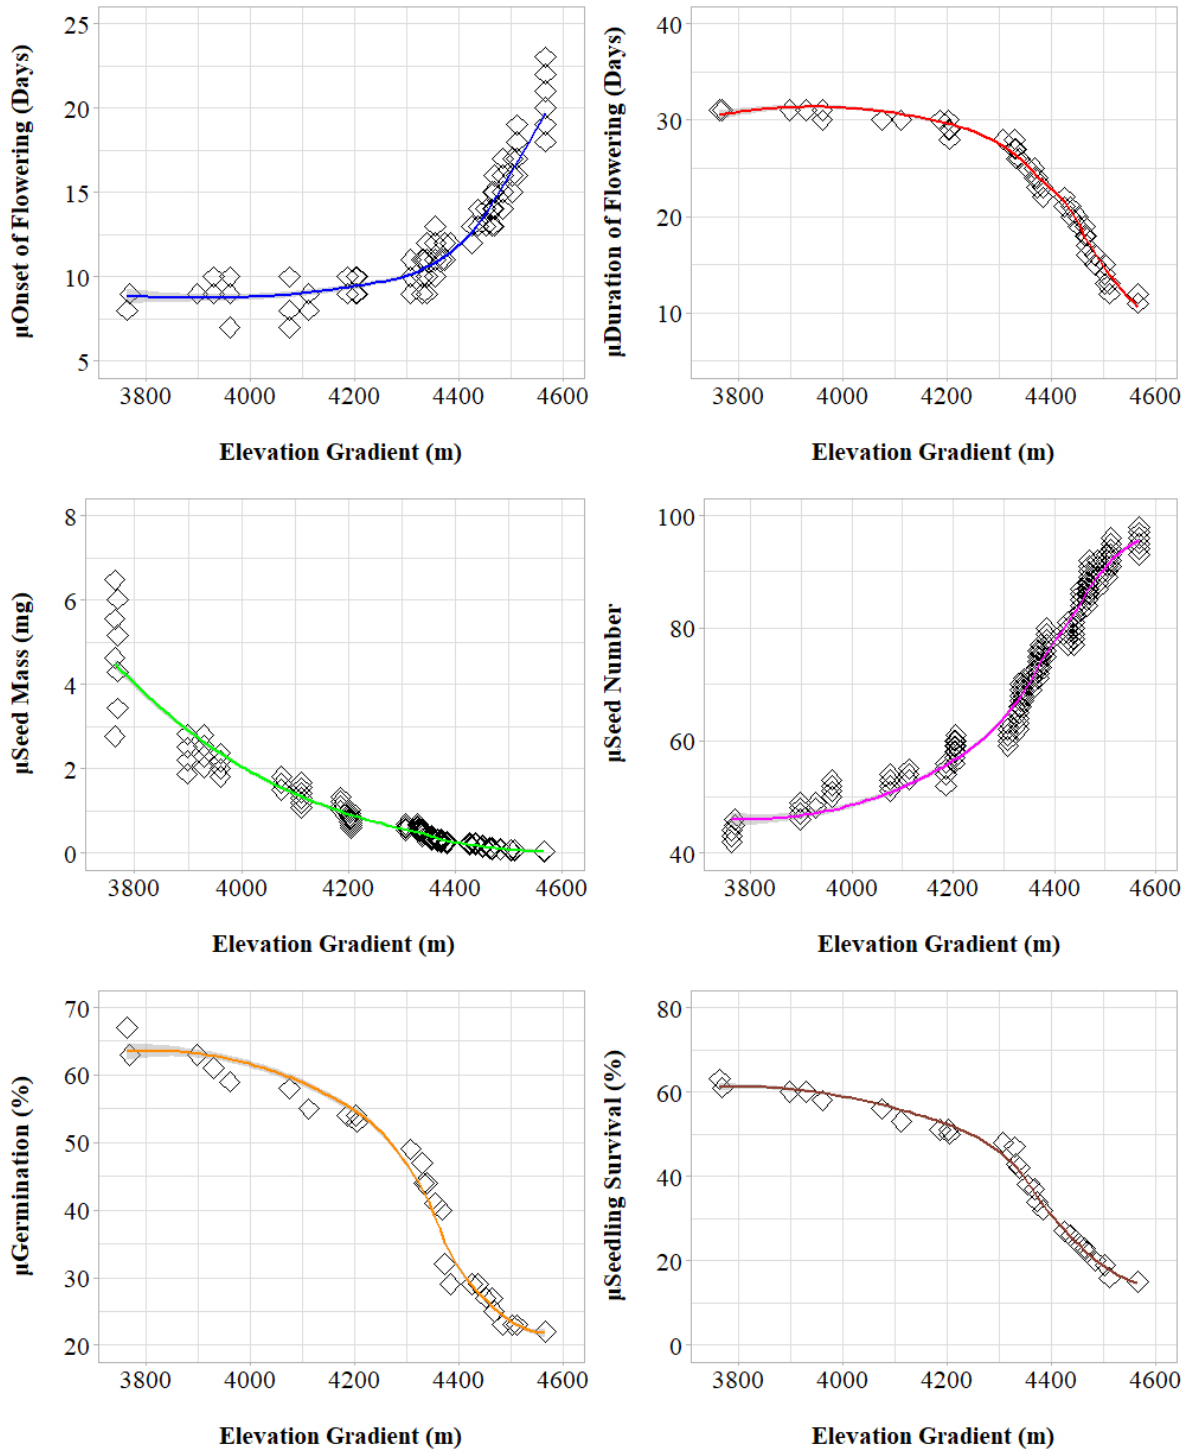 µOnset of Flowering (Days)
25
20
15
10
5
3800 4000 4200 4400 4600
Elevation Gradient (m)
µDuration of Flowering (Days)
40
30
20
10
3800 4000 4200 4400 4600
Elevation Gradient (m)
µSeed Mass (mg)
8
6
4
2
0
3800 4000 4200 4400 4600
Elevation Gradient (m)
µSeed Number
100
80
60
40
3800 4000 4200 4400 4600
Elevation Gradient (m)
µGermination (%)
70
60
50
40
30
20
3800 4000 4200 4400 4600
Elevation Gradient (m)
µSeedling Survival (%)
80
60
40
20
0
3800 4000 4200 4400 4600
Elevation Gradient (m)